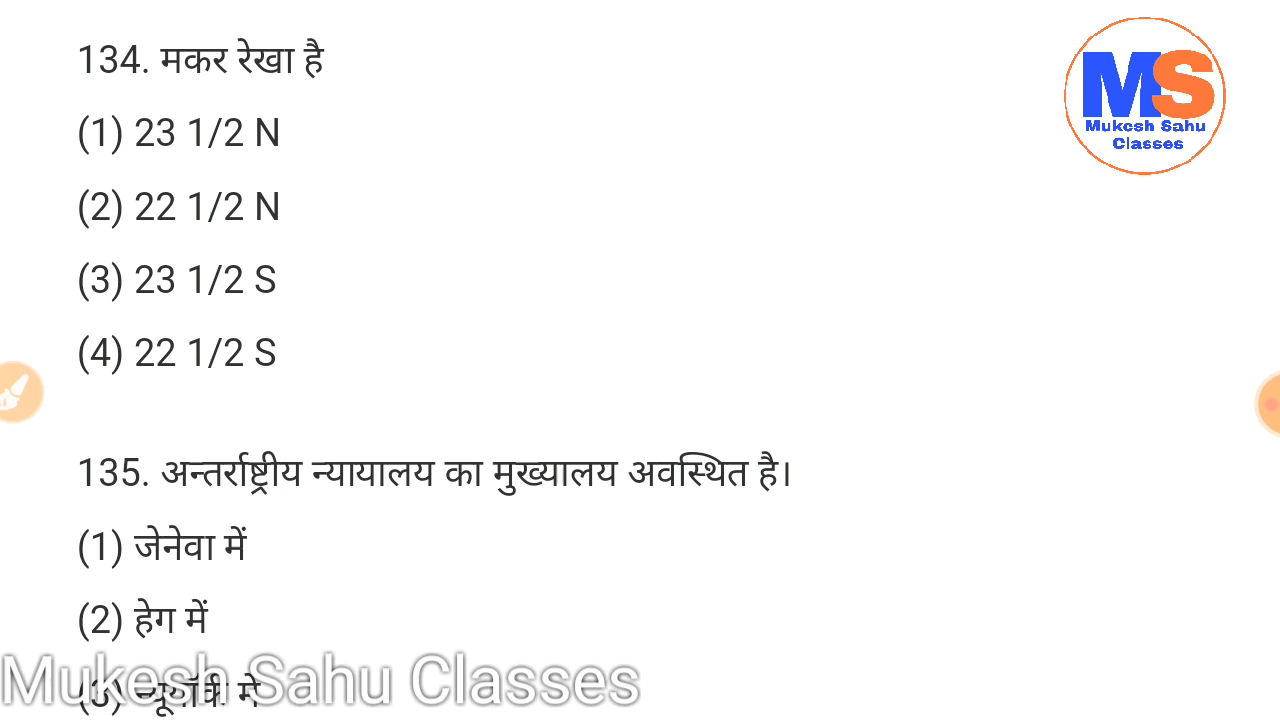 134. मकर रेखा है
(1) 23 1/2 N
(2) 22 1/2 N
(3) 23 1/2 S
(4) 22 1/2 S
135. अन्तर्राष्ट्रीय न्यायालय का मुख्यालय अवस्थित है।
(1) जेनेवा में
(2) हेग में
(3) न्यूयॉर्क में
Mukesh Sahu Classes
MS
Mukesh Sahu
Classes